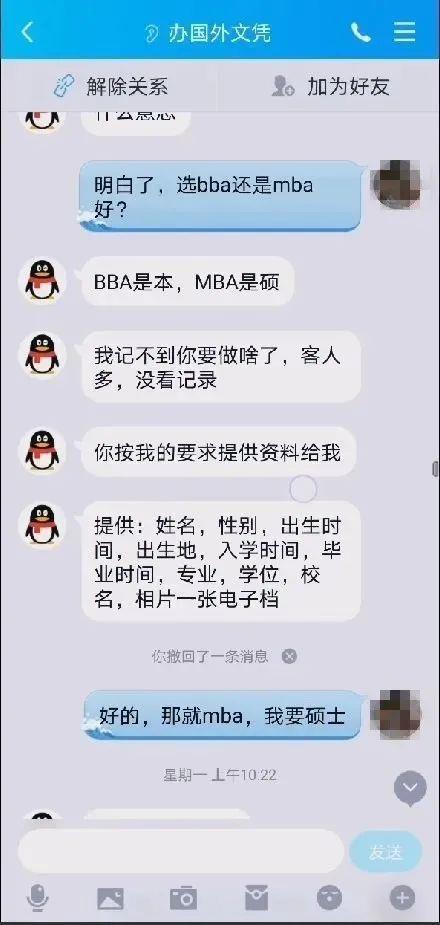 办国外文凭
解除关系
加为好友
什么意思
明白了，选bba还是mba
好？
BBA是本，MBA是硕
我记不到你要做啥了，客人
多，没看记录
你按我的要求提供资料给我
提供：姓名，性别，出生时
间，出生地，入学时间，毕
业时间，专业，学位，校
名，相片一张电子档
你撤回了一条消息
好的，那就mba，我要硕士
星期一 上午10:22
发送